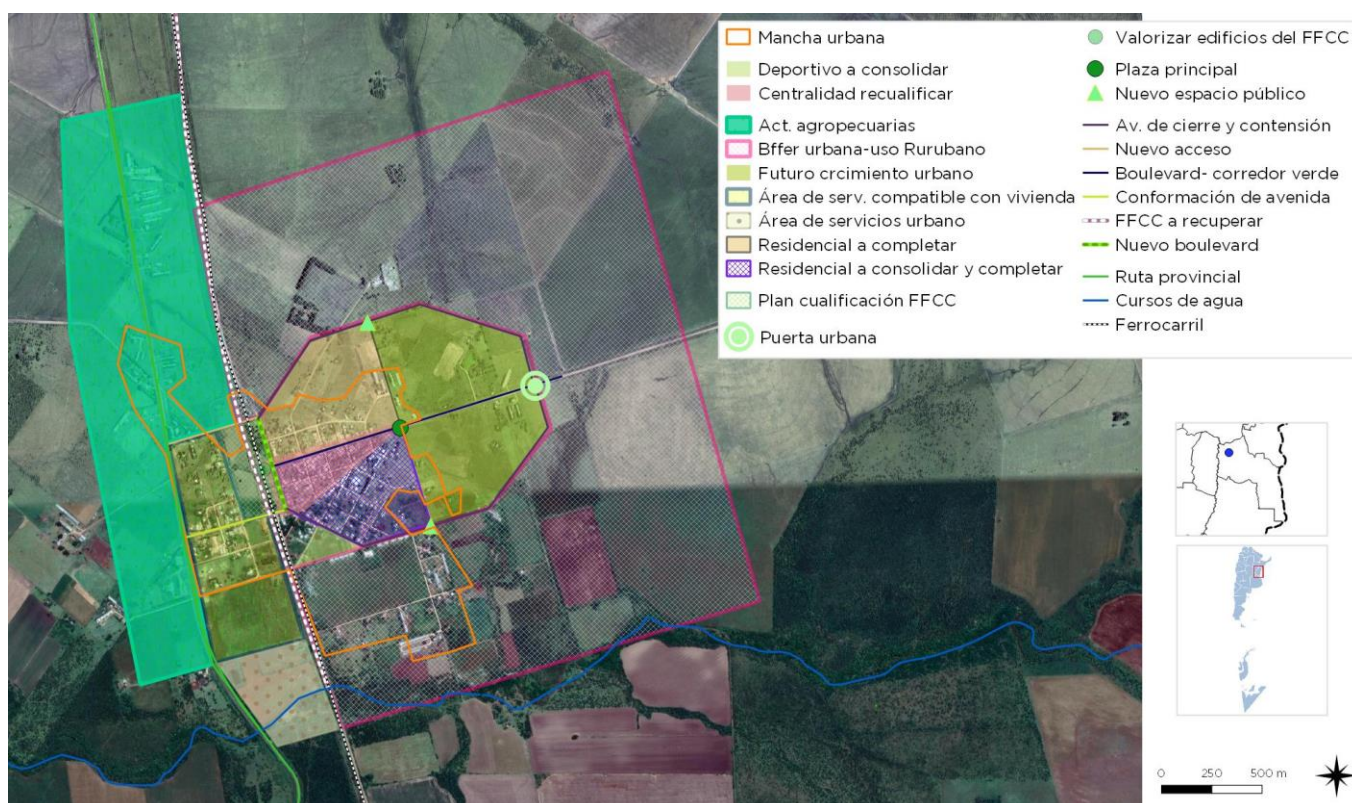 Mancha urbana
Deportivo a consolidar
Centralidad recualificar
Act. agropecuarias
Bffer urbana-uso Rurubano
Futuro crcimiento urbano
Área de serv. compatible con vivienda
Área de servicios urbano
Residencial a completar
Residencial a consolidar y completar
Plan cualificación FFCC
Puerta urbana
Valorizar edificios del FFCC
Plaza principal
Nuevo espacio público
Av. de cierre y contensión
Nuevo acceso
Boulevard- corredor verde
Conformación de avenida
FFCC a recuperar
Nuevo boulevard
Ruta provincial
Cursos de agua
Ferrocarril
0 250 500 m